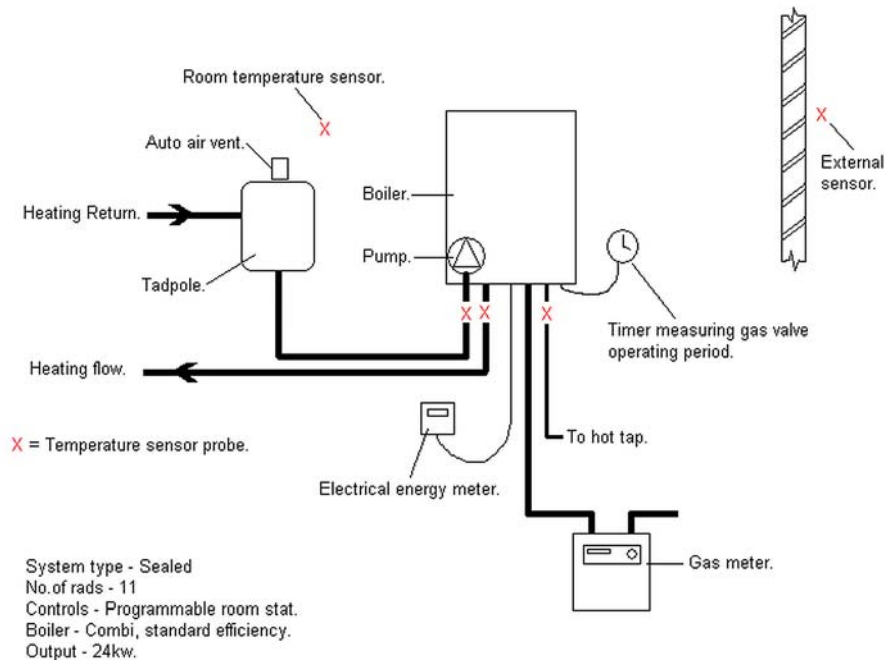 Room temperature sensor.
X
Auto air vent.
X
External
sensor.
Boiler.
Heating Return.
Pump.
Tadpole.
X X X
Timer measuring gas valve
operating period.
Heating flow.
X = Temperature sensor probe.
To hot tap.
Electrical energy meter.
Gas meter.
System type - Sealed
No.of rads - 11
Controls - Programmable room stat.
Boiler - Combi, standard efficiency.
Output - 24kw.